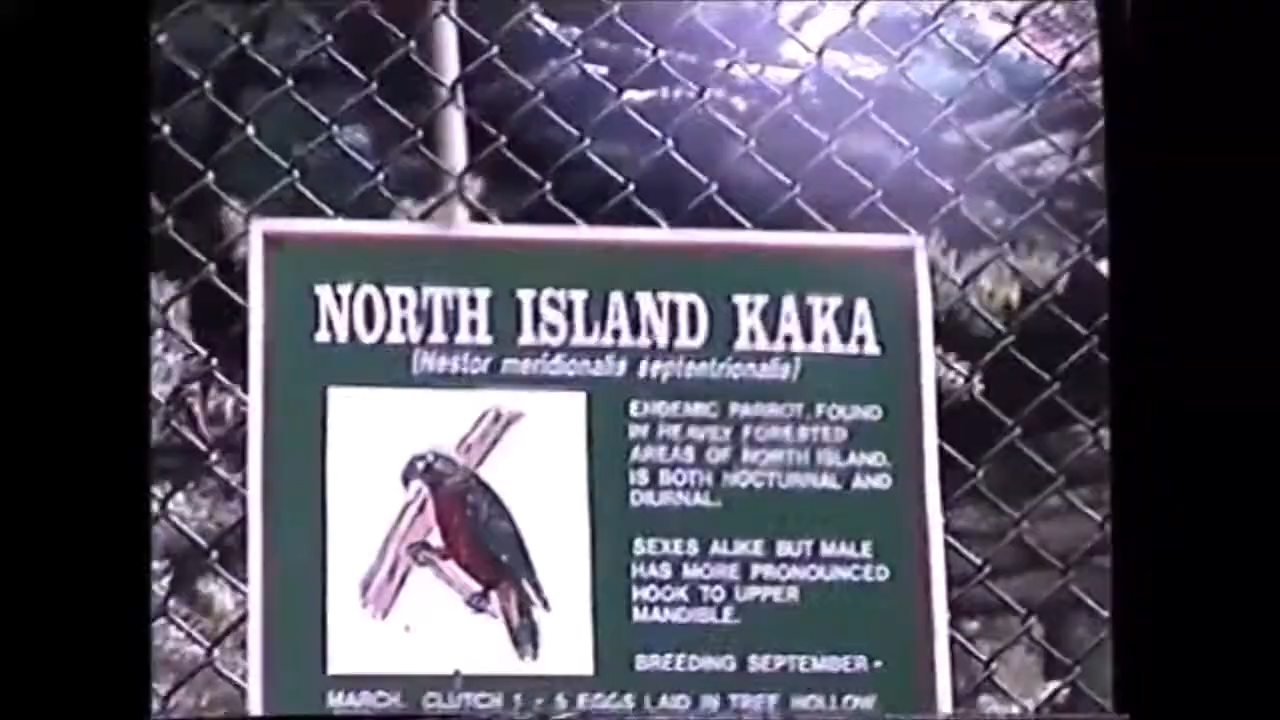 NORTH ISLAND KAKA
(Nestor meridionalis septentrionalis)
ENDEMIC PARROT. FOUND
IN HEAVILY FORESTED
AREAS OF NORTH ISLAND.
IS BOTH NOCTURNAL AND
DIURNAL.
SEXES ALIKE BUT MALE
HAS MORE PRONOUNCED
HOOK TO UPPER
MANDIBLE.
BREEDING SEPTEMBER -
MARCH. CLUTCH 1 - 5 EGGS LAID IN TREE HOLLOW